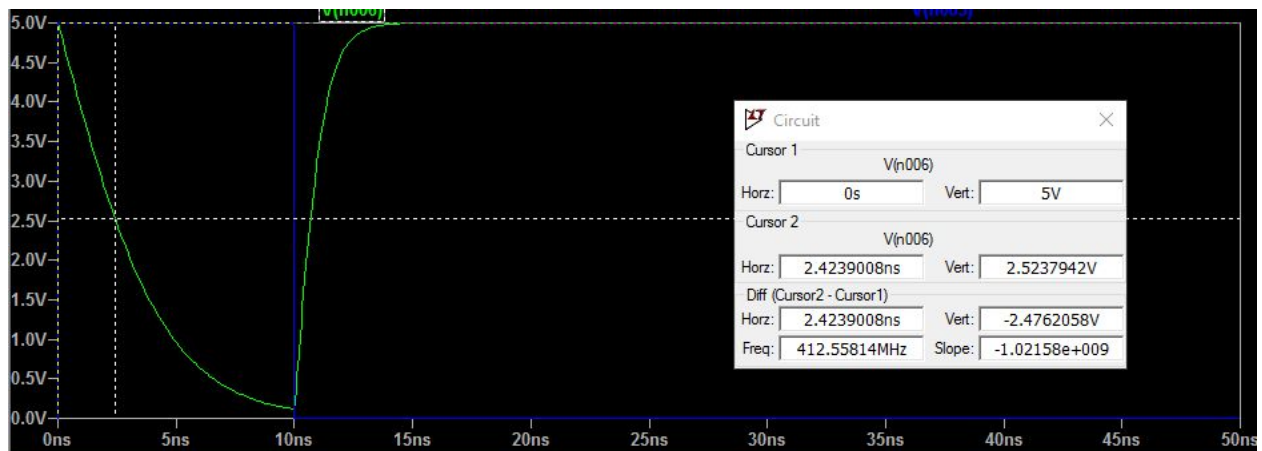 V(n006)
5.0V
4.5V
4.0V
3.5V
3.0V
2.5V
2.0V
1.5V
1.0V
0.5V
0.0V
0ns 5ns 10ns 15ns 20ns 25ns 30ns 35ns 40ns 45ns 50ns
Circuit
Cursor 1
V(n006)
Horz: 0s Vert: 5V
Cursor 2
V(n006)
Horz: 2.4239008ns Vert: 2.5237942V
Diff (Cursor2 - Cursor1)
Horz: 2.4239008ns Vert: -2.4762058V
Freq: 412.55814MHz Slope: -1.02158e+009